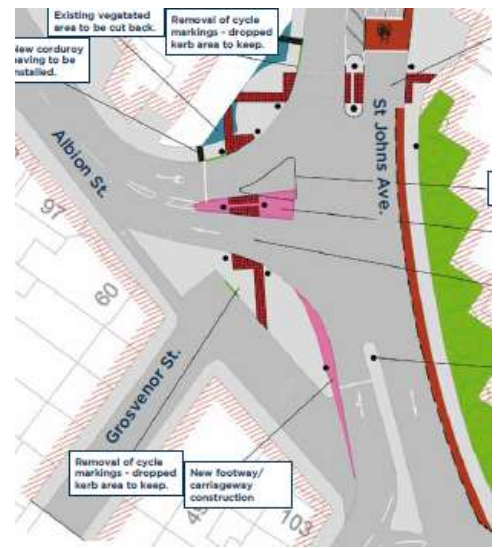 Existing vegatated
area to be cut back.
Removal of cycle
markings - dropped
kerb area to keep.
New corduroy
paving to be
installed.
Albion St.
St Johns Ave.
97
60
Grosvenor St.
Removal of cycle
markings - dropped
kerb area to keep.
New footway/
carriageway
construction
103